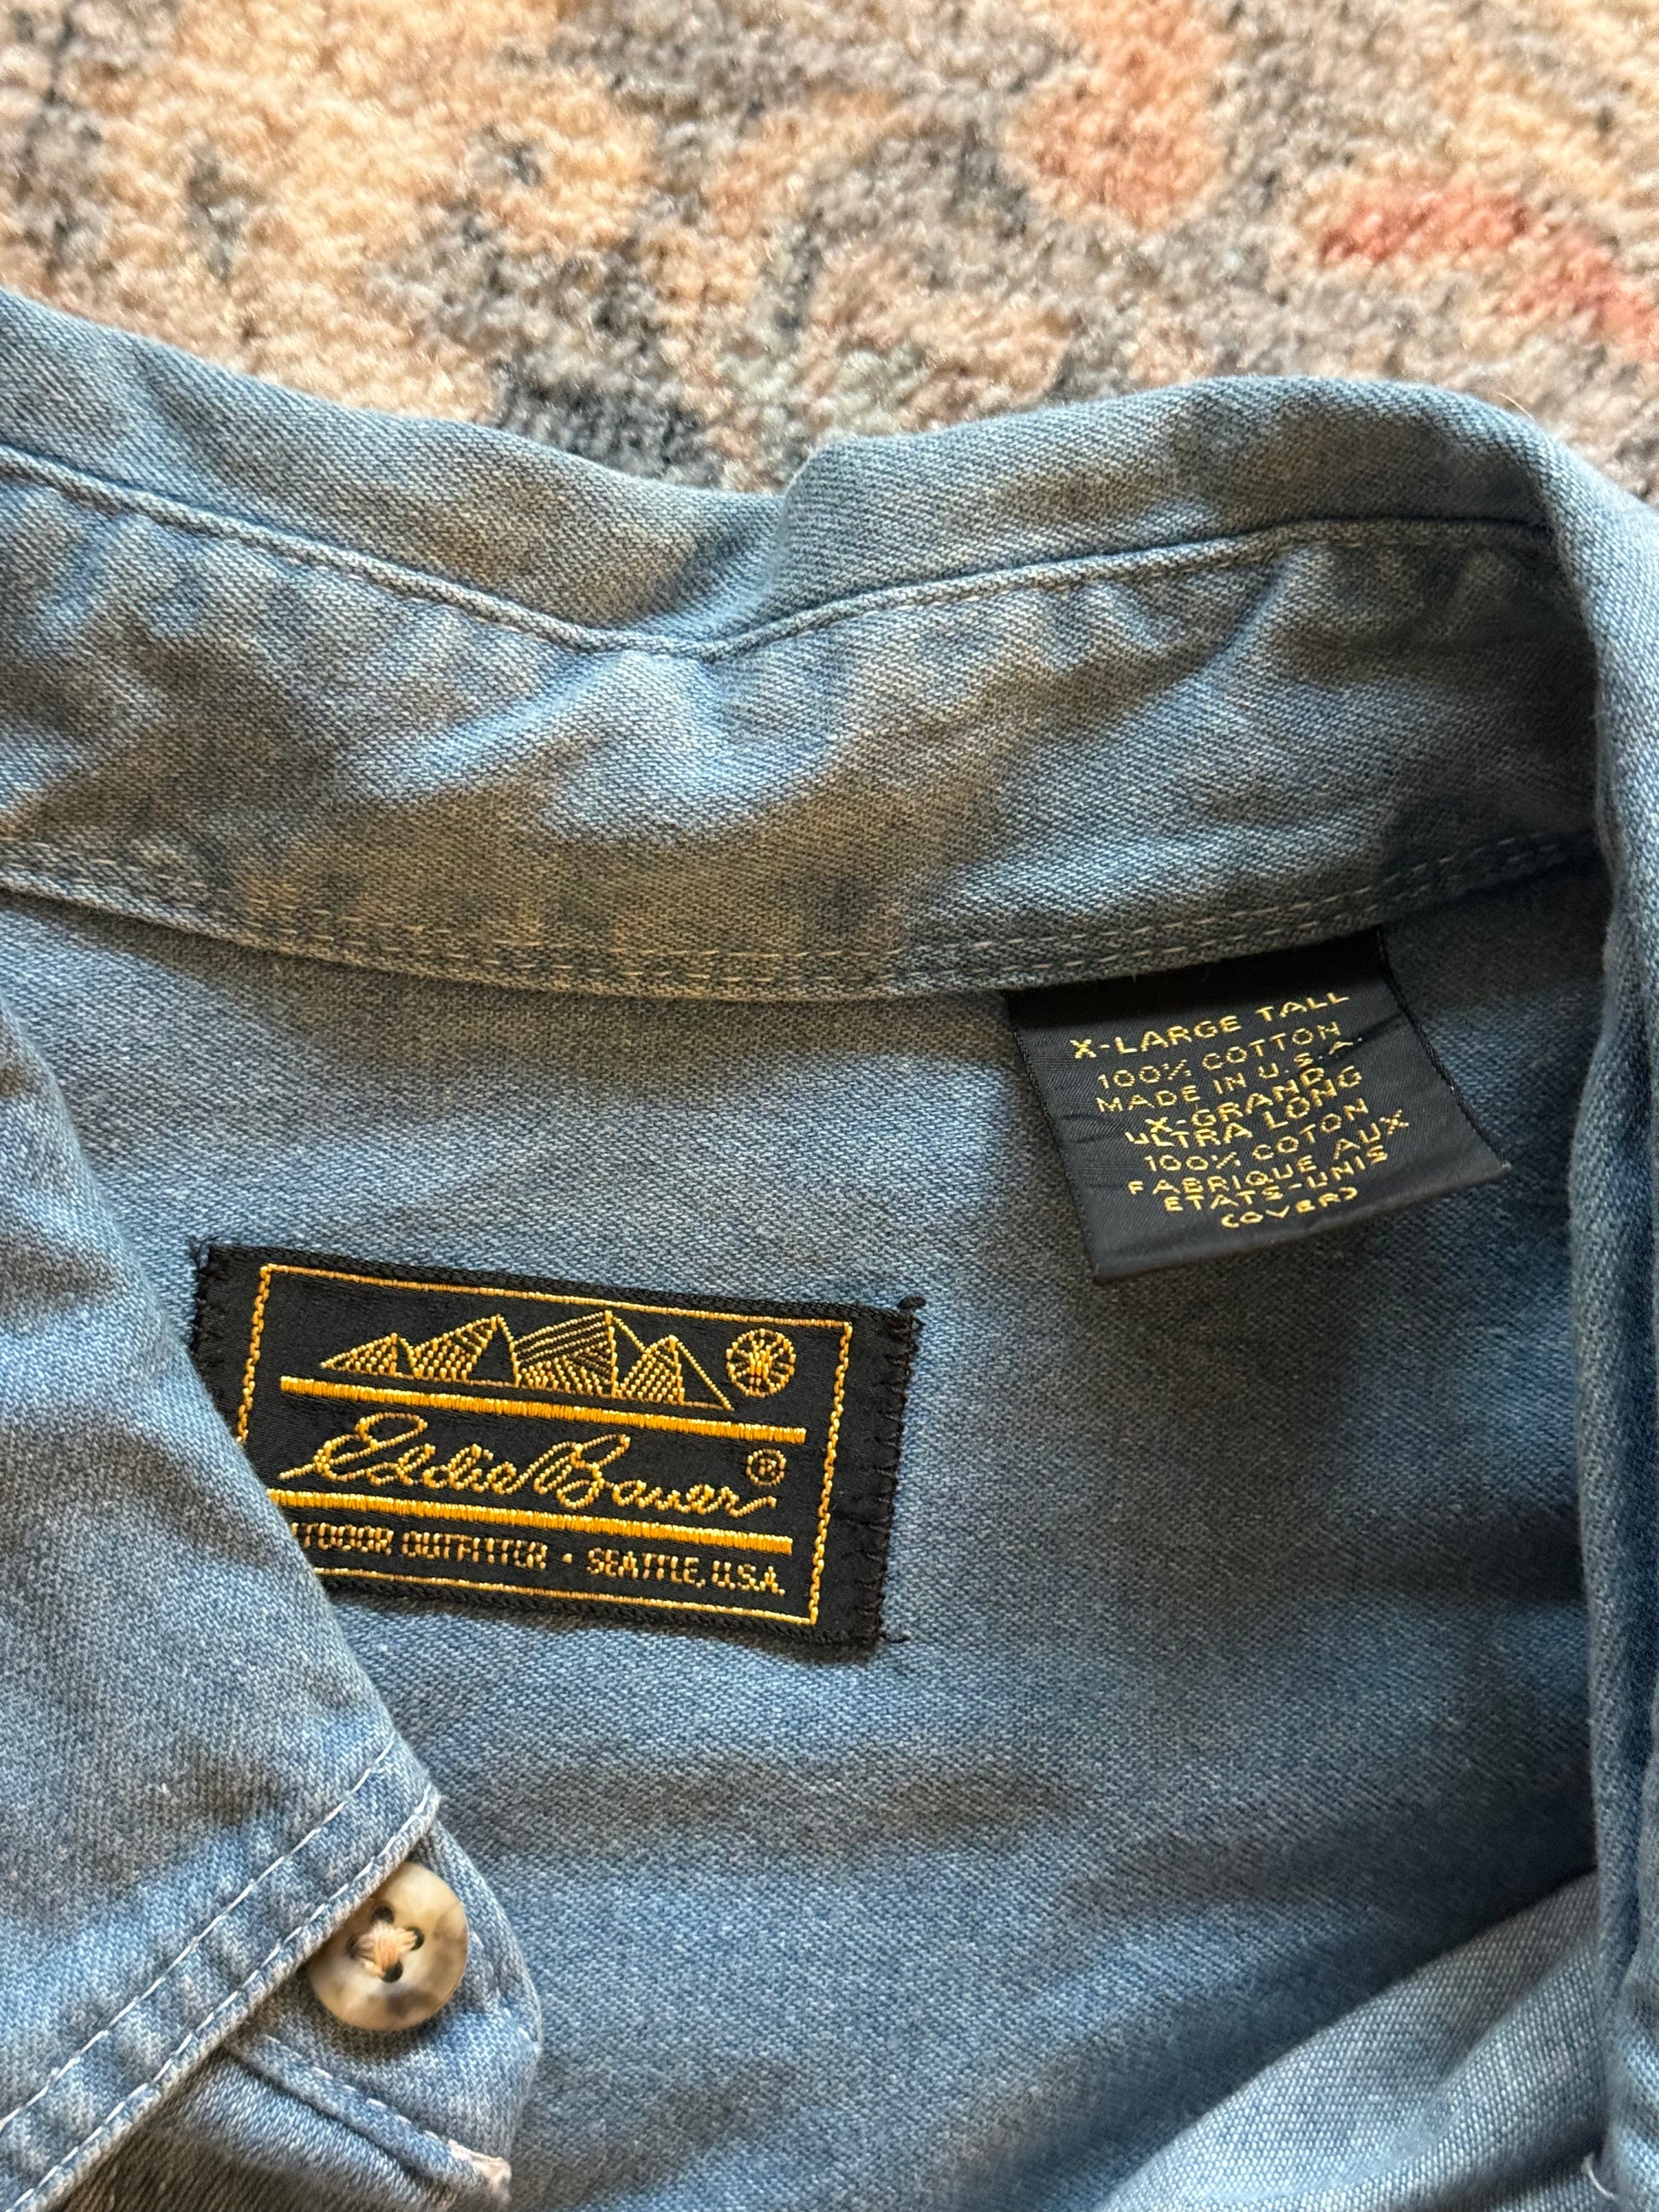 X-LARGE TALL
100% COTTON
MADE IN U.S.A.
X-GRAND
ULTRA LONG
100% COTON
FABRIQUE AUX
ETATS-UNIS
(OVER)
Eddie Bauer ®
OUTFITTER • SEATTLE, U.S.A.